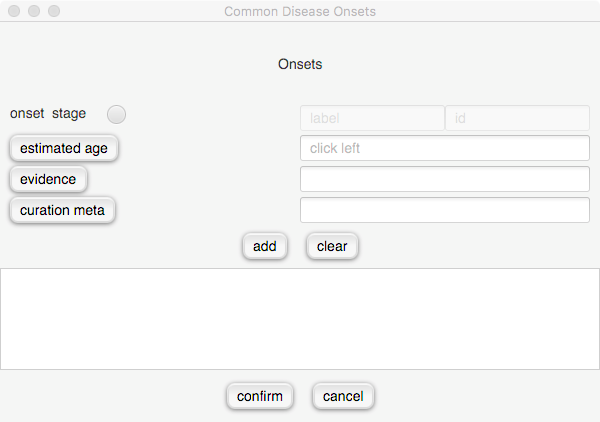 Common Disease Onsets
Onsets
onset stage label id
estimated age click left
evidence
curation meta
add clear
confirm cancel